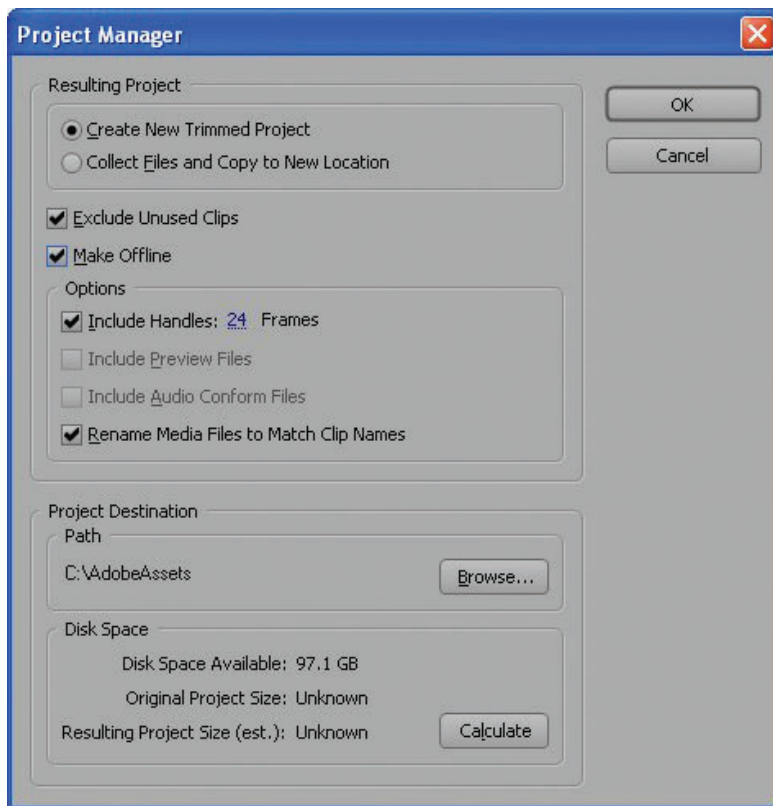 Project Manager
Resulting Project
Create New Trimmed Project
Collect Files and Copy to New Location
OK
Cancel
Exclude Unused Clips
Make Offline
Options
Include Handles: 24 Frames
Include Preview Files
Include Audio Conform Files
Rename Media Files to Match Clip Names
Project Destination
Path
C:\AdobeAssets
Browse...
Disk Space
Disk Space Available: 97.1 GB
Original Project Size: Unknown
Resulting Project Size (est.): Unknown
Calculate